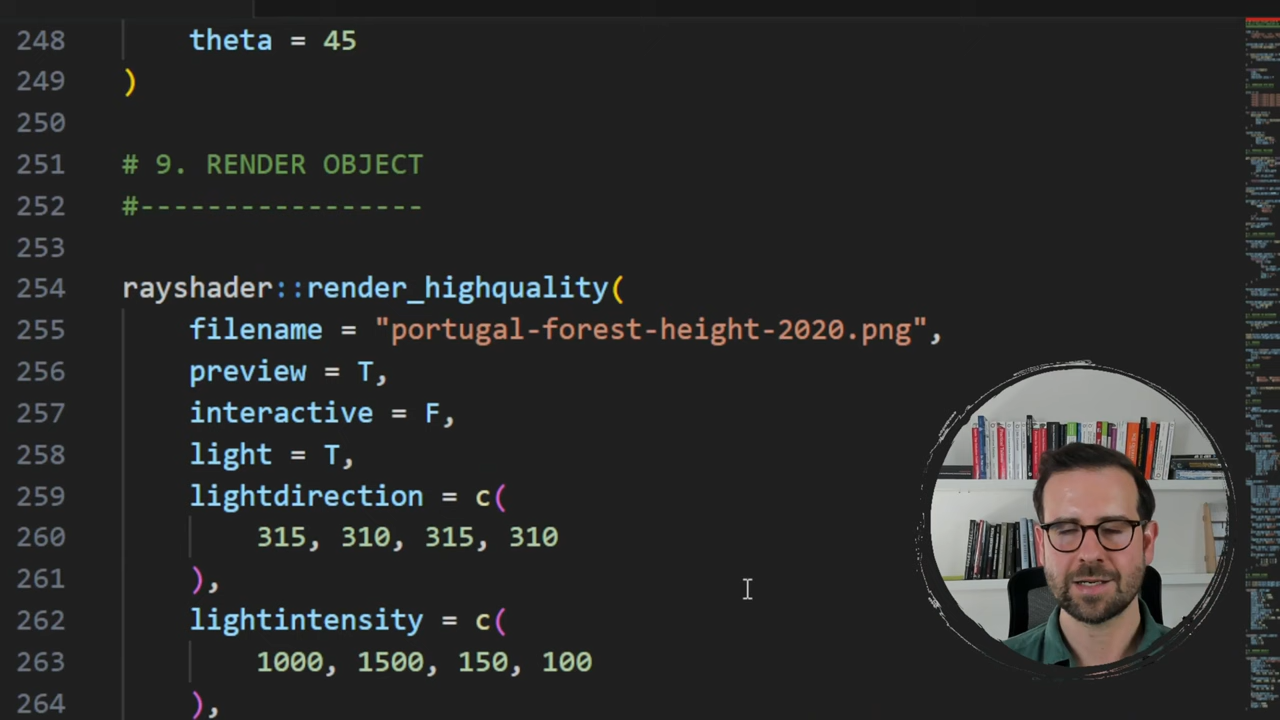 248 theta = 45
249 )
250
251 # 9. RENDER OBJECT
252 #-----------------
253
254 rayshader::render_highquality(
255 filename = "portugal-forest-height-2020.png",
256 preview = T,
257 interactive = F,
258 light = T,
259 lightdirection = c(
260 315, 310, 315, 310
261 ),
262 lightintensity = c(
263 1000, 1500, 150, 100
264 ),